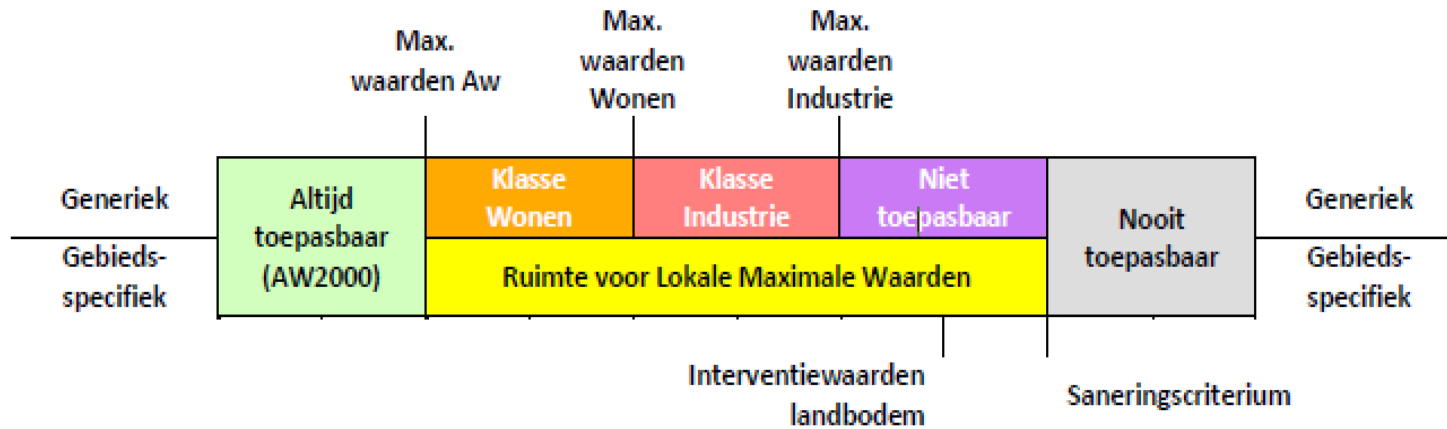 Max.
waarden Aw
Max.
waarden
Wonen
Max.
waarden
Industrie
Generiek
Gebieds-
specifiek
Altijd
toepasbaar
(AW2000)
Klasse
Wonen
Klasse
Industrie
Niet
toepasbaar
Ruimte voor Lokale Maximale Waarden
Nooit
toepasbaar
Generiek
Gebieds-
specifiek
Interventiewaarden
landbodem
Saneringscriterium